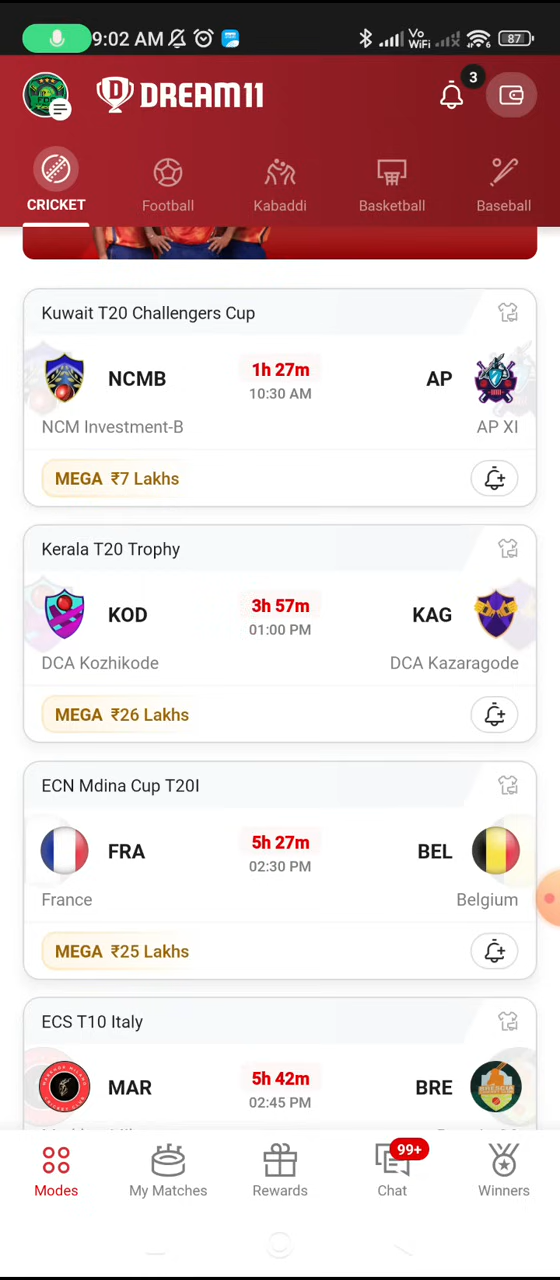 9:02 AM
Vo
WiFi
6
87
DREAM11
3
CRICKET
Football
Kabaddi
Basketball
Baseball
Kuwait T20 Challengers Cup
NCMB
1h 27m
AP
10:30 AM
NCM Investment-B
AP XI
MEGA ₹7 Lakhs
Kerala T20 Trophy
KOD
3h 57m
KAG
01:00 PM
DCA Kozhikode
DCA Kazaragode
MEGA ₹26 Lakhs
ECN Mdina Cup T20I
FRA
5h 27m
BEL
02:30 PM
France
Belgium
MEGA ₹25 Lakhs
ECS T10 Italy
MAR
5h 42m
BRE
02:45 PM
Modes
My Matches
Rewards
99+
Chat
Winners